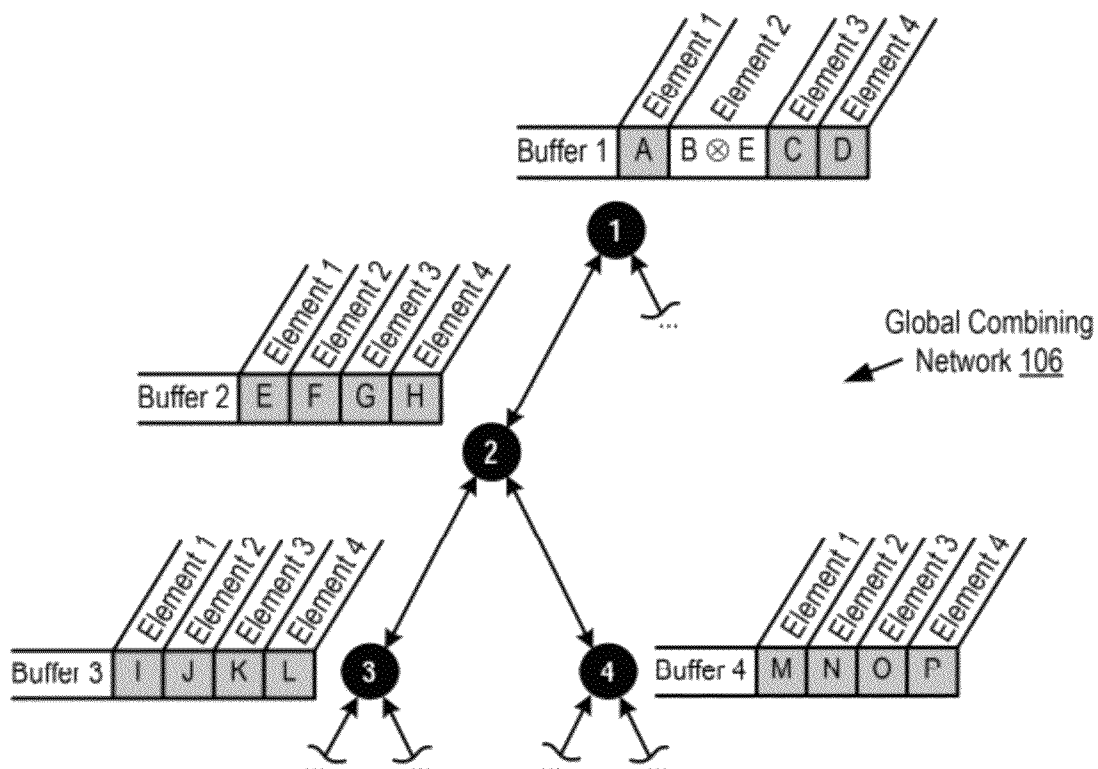 Element 1 Element 2 Element 3 Element 4
Buffer 1 A B ⊗ E C D
1
...
Element 1 Element 2 Element 3 Element 4
Buffer 2 E F G H
Global Combining
Network 106
2
Element 1 Element 2 Element 3 Element 4
Buffer 3 I J K L
3
4
Element 1 Element 2 Element 3 Element 4
Buffer 4 M N O P
... ... ... ...